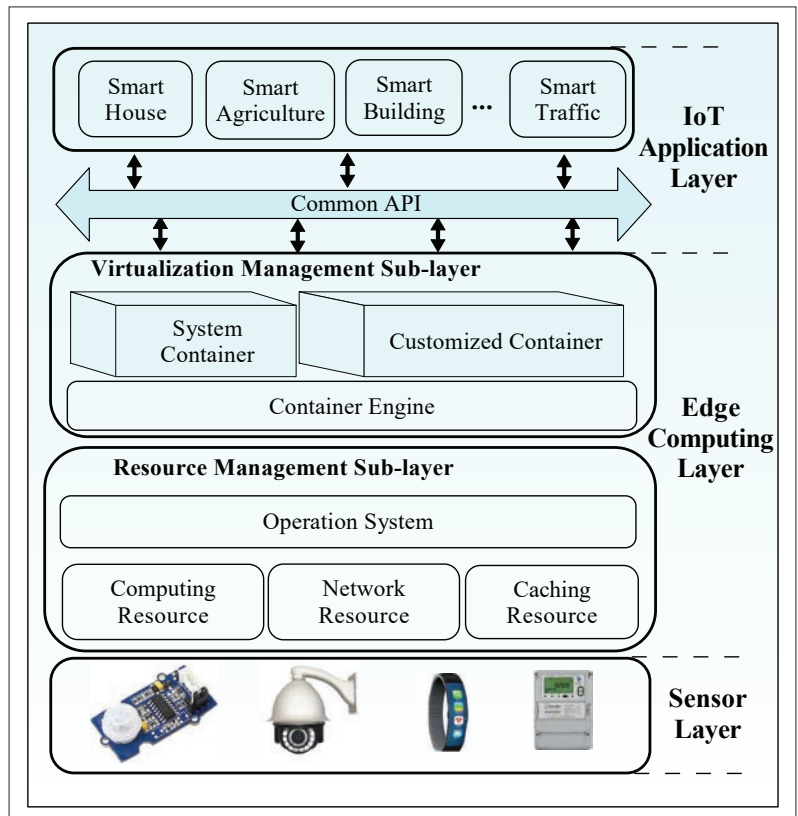 Smart
House
Smart
Agriculture
Smart
Building
...
Smart
Traffic
IoT
Application
Layer
Common API
Virtualization Management Sub-layer
System
Container
Customized Container
Container Engine
Edge
Computing
Layer
Resource Management Sub-layer
Operation System
Computing
Resource
Network
Resource
Caching
Resource
Sensor
Layer